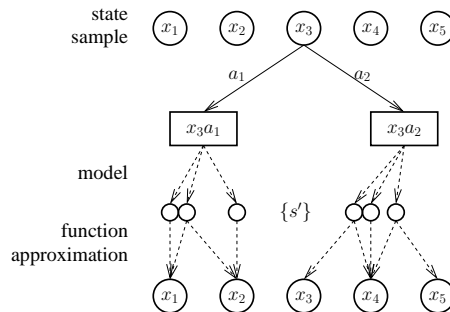 state
sample
x₁ x₂ x₃ x₄ x₅
a₁ a₂
x₃a₁ x₃a₂
model
{s′}
function
approximation
x₁ x₂ x₃ x₄ x₅